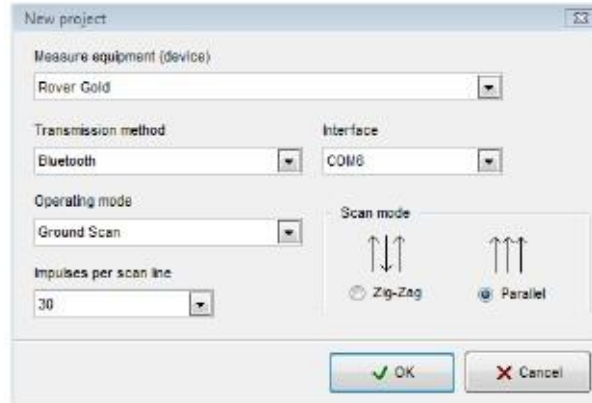 New project
Measure equipment (device)
Rover Gold
Transmission method
Interface
Bluetooth
COM6
Operating mode
Ground Scan
Scan mode
Impulses per scan line
30
Zig-Zag
Parallel
OK
Cancel